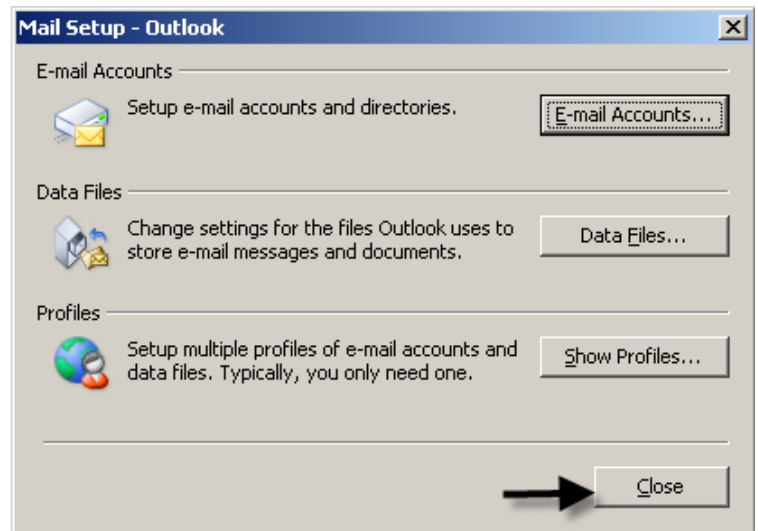 Mail Setup - Outlook
E-mail Accounts
Setup e-mail accounts and directories.
E-mail Accounts...
Data Files
Change settings for the files Outlook uses to
store e-mail messages and documents.
Data Files...
Profiles
Setup multiple profiles of e-mail accounts and
data files. Typically, you only need one.
Show Profiles...
Close